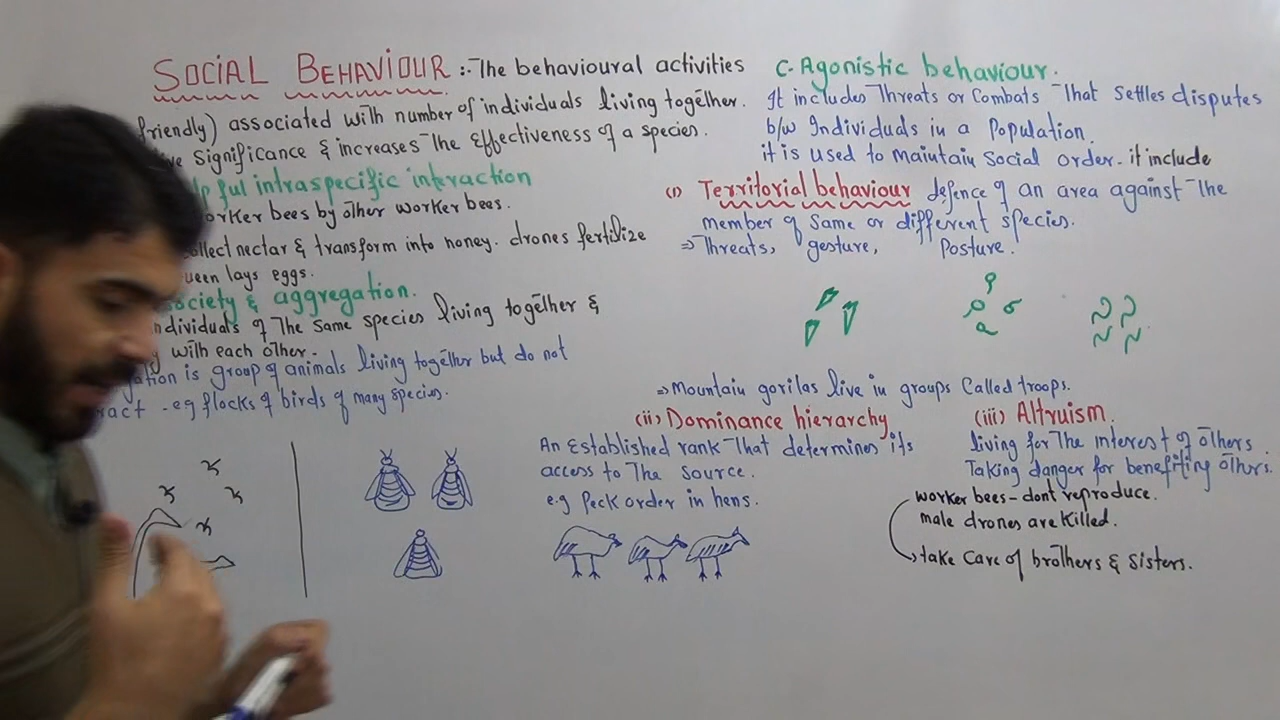 SOCIAL BEHAVIOUR :- The behavioural activities
friendly) associated with number of individuals living together.
significance & increases The Effectiveness of a species.
ful intraspecific interaction
worker bees by other worker bees.
collect nectar & transform into honey. drones fertilize
lays eggs.
society & aggregation.
individuals of The same species living together &
with each other.
is group of animals living together but do not
eg flocks of birds of many species.
C. Agonistic behaviour.
It includes Threats or Combats That settles disputes
b/w Individuals in a Population.
it is used to maintain social order. it include
(i) Territorial behaviour defence of an area against The
member of same or different species.
⇒ Threats, gesture, Posture.
⇒ Mountain gorilas live in groups Called troops.
(ii) Dominance hierarchy
An Established rank That determines its
access to The source.
e.g Peck order in hens.
(iii) Altruism.
living for The interest of others.
Taking danger for benefiting others.
worker bees - dont reproduce.
male drones are killed.
take care of brothers & sisters.